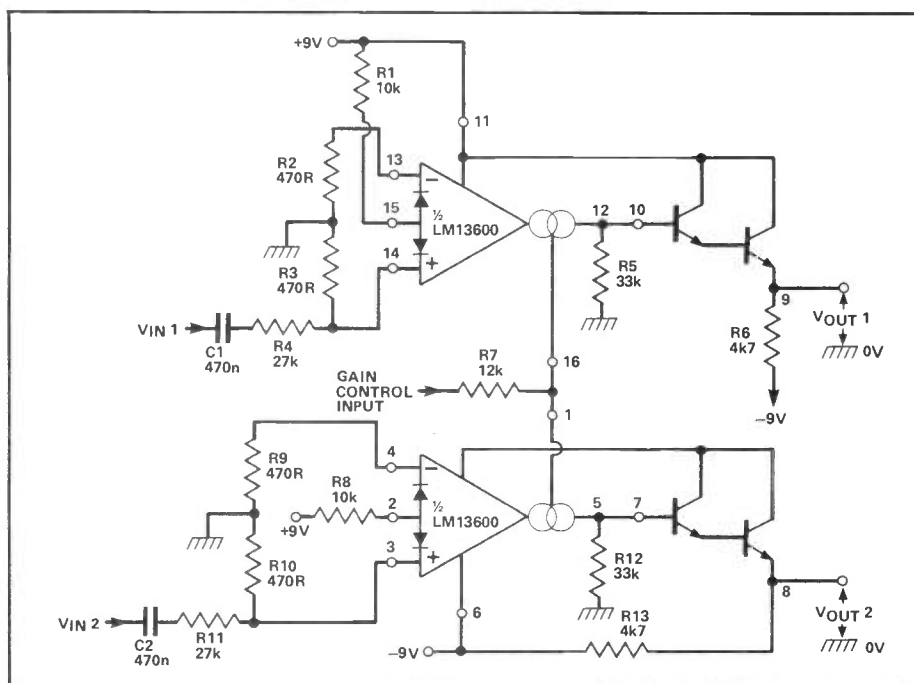 +9V
R1
10k
11
R2
470R
13
−
15
½
LM13600
14
+
R3
470R
12
10
R5
33k
9
VOUT 1
0V
R6
4k7
−9V
VIN 1
C1
470n
R4
27k
GAIN
CONTROL
INPUT
R7
12k
16
1
4
−
R9
470R
R8
10k
+9V
2
½
LM13600
3
+
R10
470R
5
7
R12
33k
8
VOUT 2
0V
R13
4k7
6
−9V
VIN 2
C2
470n
R11
27k